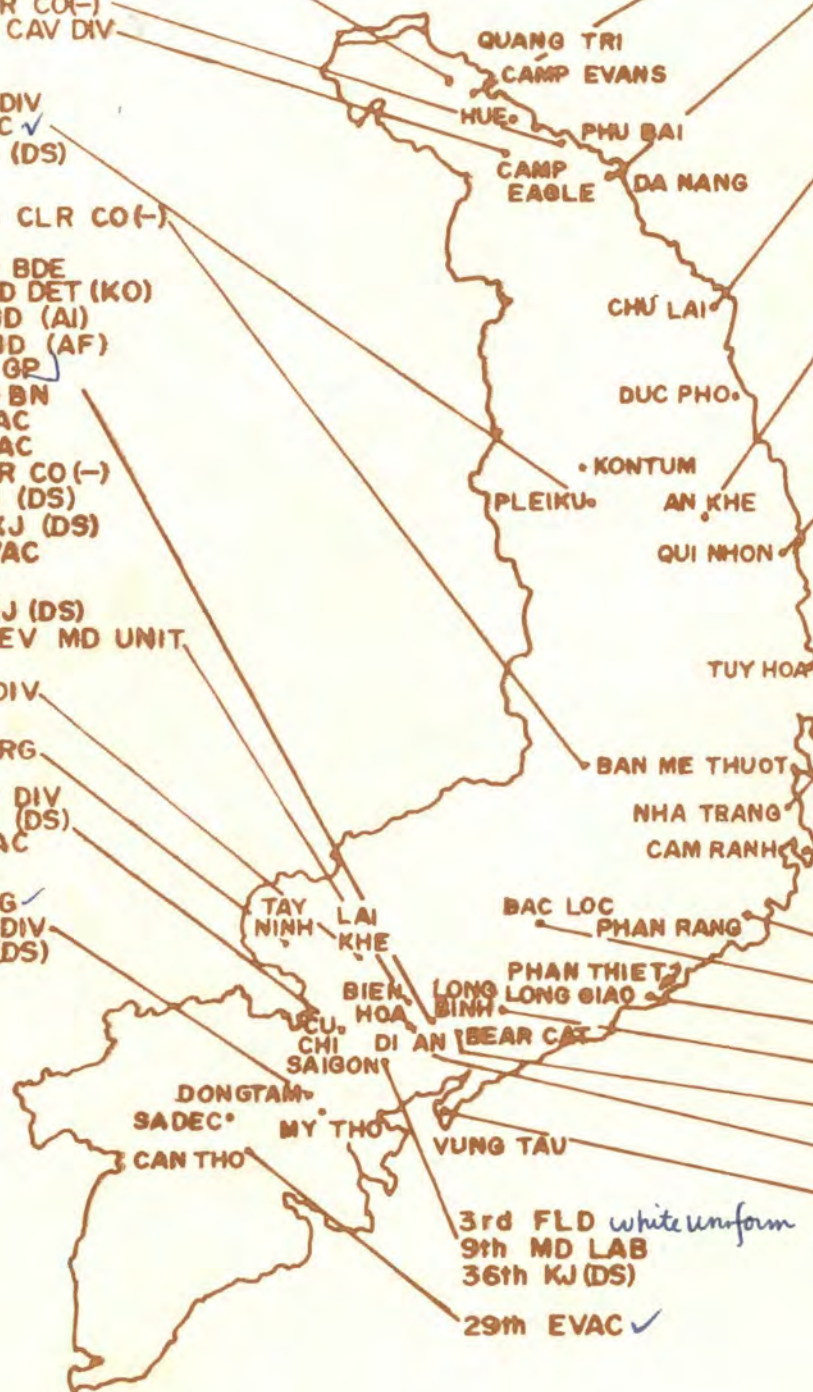 R CO(-)
CAV DIV
DIV
C ✓
(DS)
CLR CO(-)
BDE
D DET (KO)
D (AI)
D (AF)
GP
BN
AC
AC
R CO(-)
(DS)
KJ (DS)
AC
J (DS)
EV MD UNIT
DIV
RG
DIV
(DS)
AC
G ✓
DIV
(DS)
QUANG TRI
CAMP EVANS
HUE
PHU BAI
CAMP
EAGLE
DA NANG
CHU LAI
DUC PHO
KONTUM
PLEIKU
AN KHE
QUI NHON
TUY HOA
BAN ME THUOT
NHA TRANG
CAM RANH
TAY
NINH
LAI
KHE
BAC LOC
PHAN RANG
PHAN THIET
BIEN
HOA
LONG
BINH
LONG GIAO
CU
CHI
DI AN
BEAR CAT
SAIGON
DONGTAM
SADEC
MY THO
CAN THO
VUNG TAU
3rd FLD white uniform
9th MD LAB
36th KJ (DS)
29th EVAC ✓